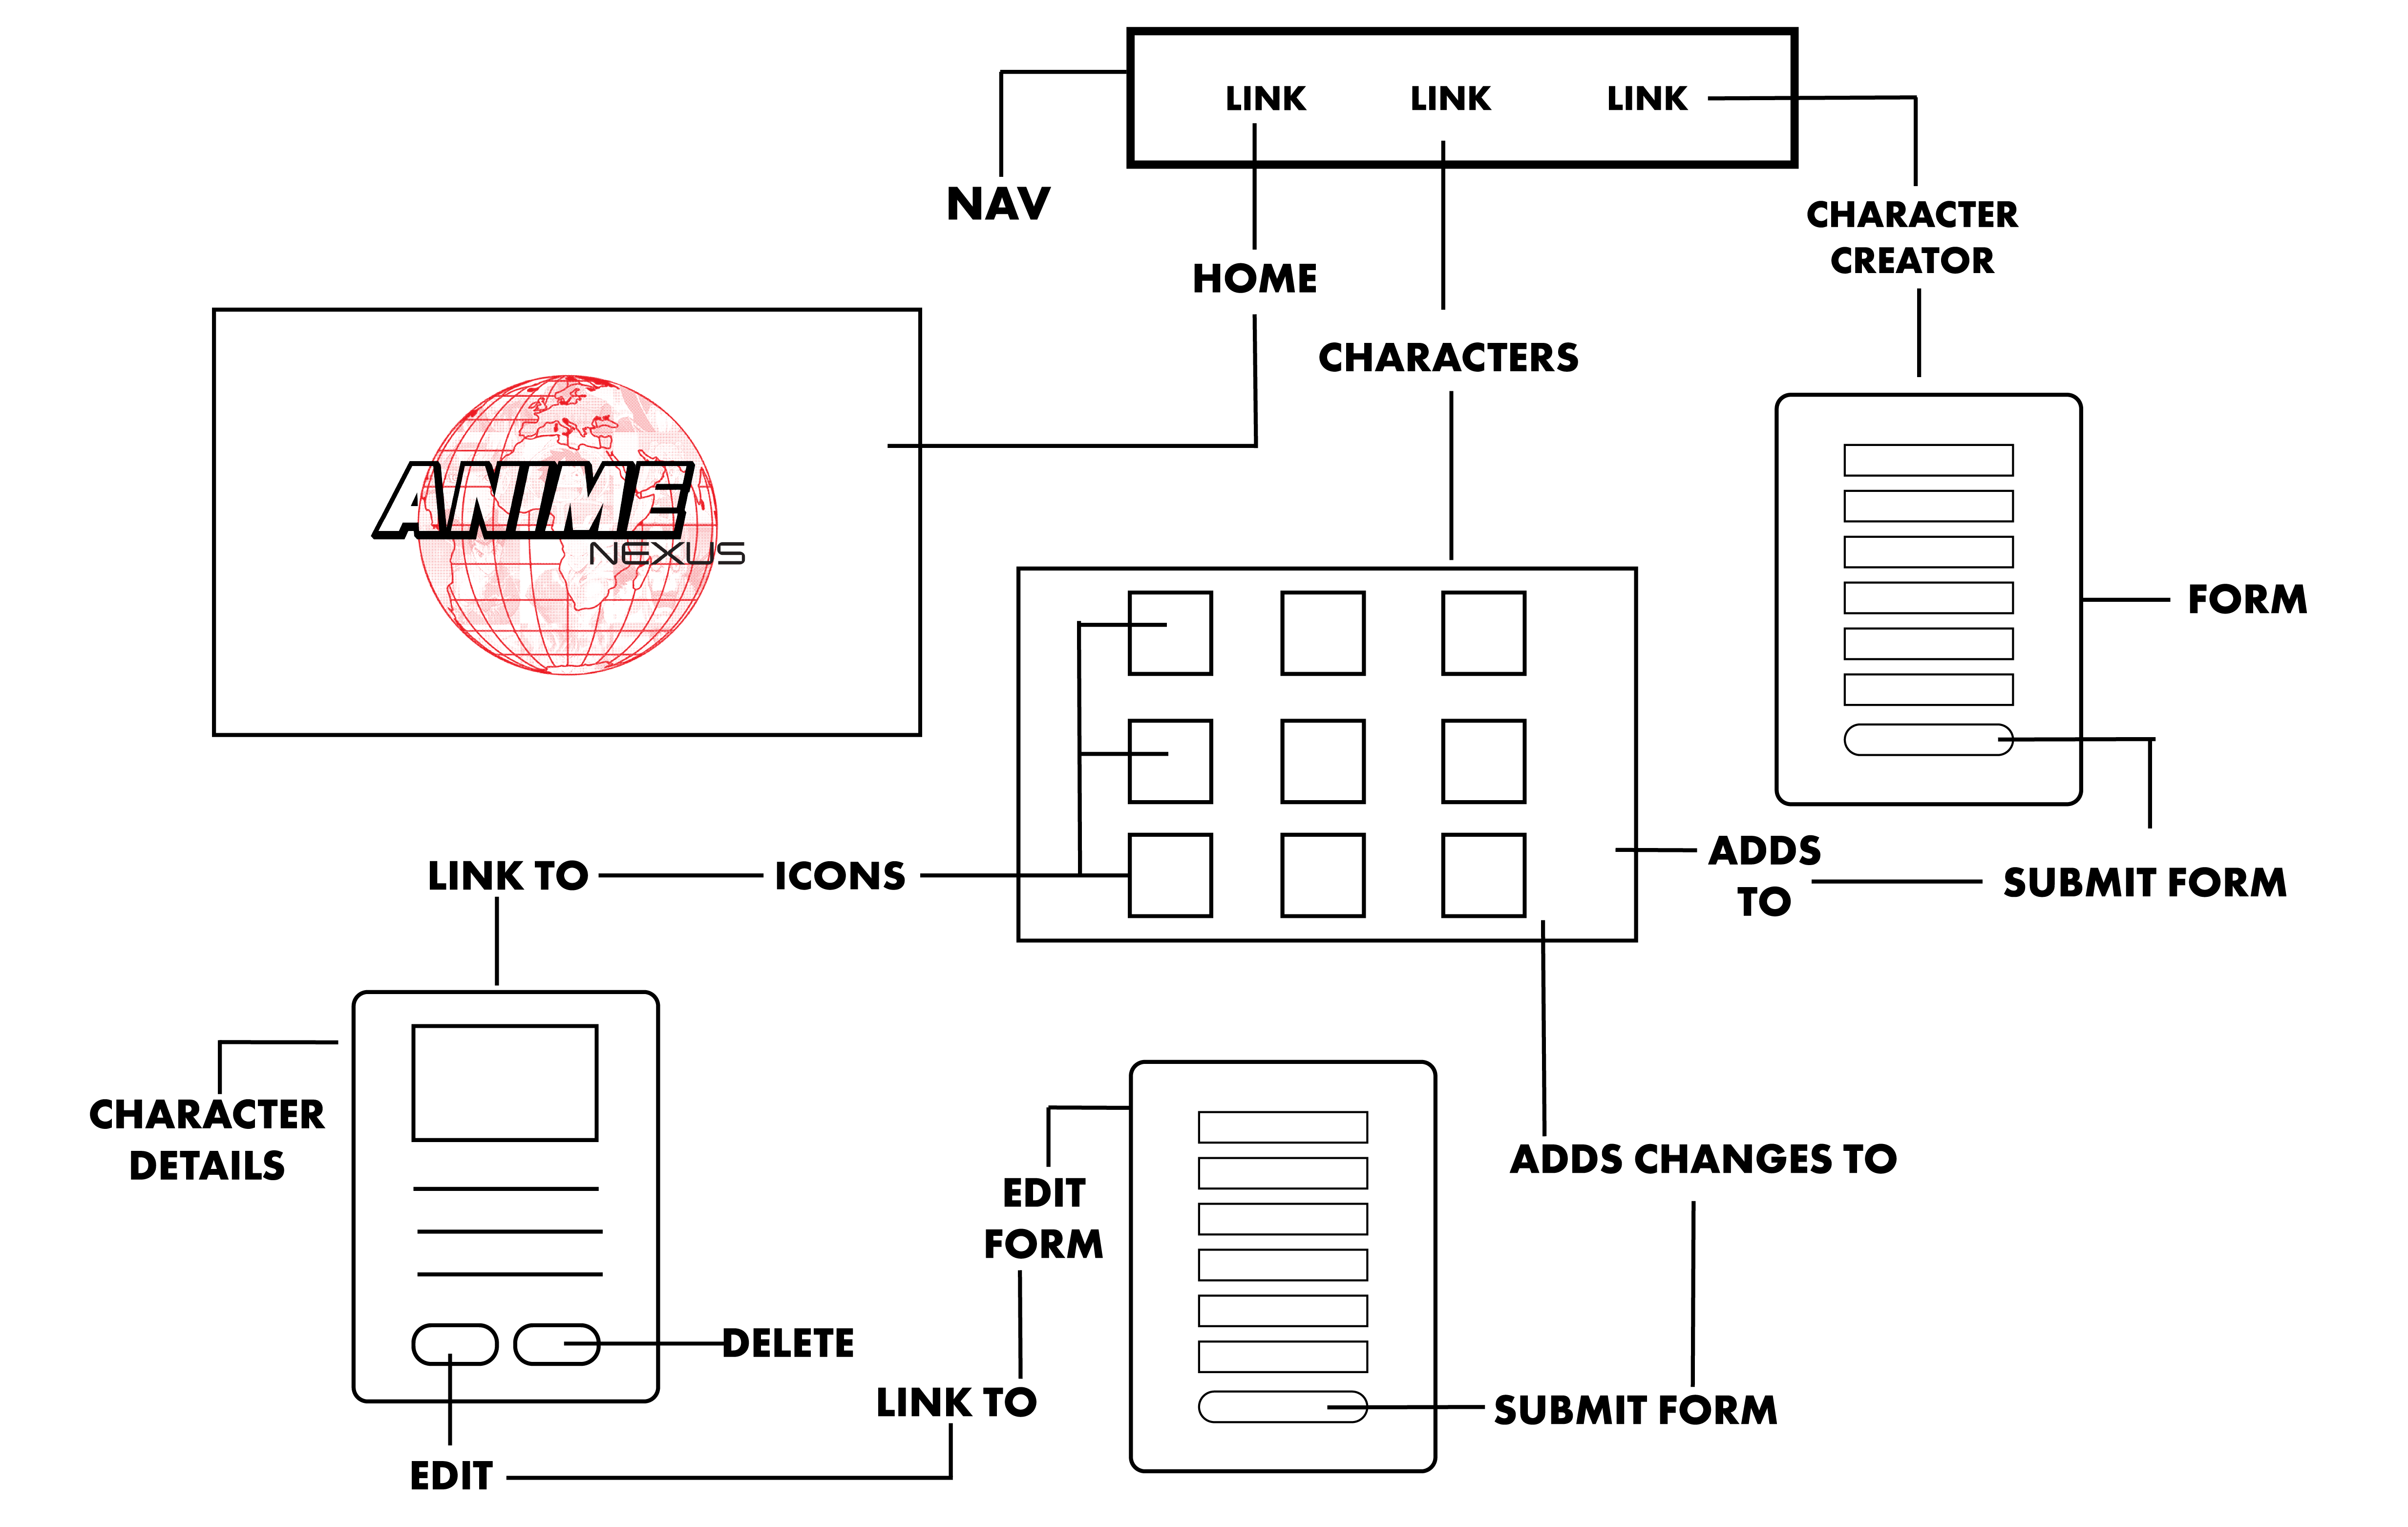 LINK LINK LINK
NAV
HOME
CHARACTERS
CHARACTER
CREATOR
ANIME
NEXUS
FORM
ADDS
TO
SUBMIT FORM
LINK TO
ICONS
CHARACTER
DETAILS
DELETE
EDIT
LINK TO
EDIT
FORM
ADDS CHANGES TO
SUBMIT FORM